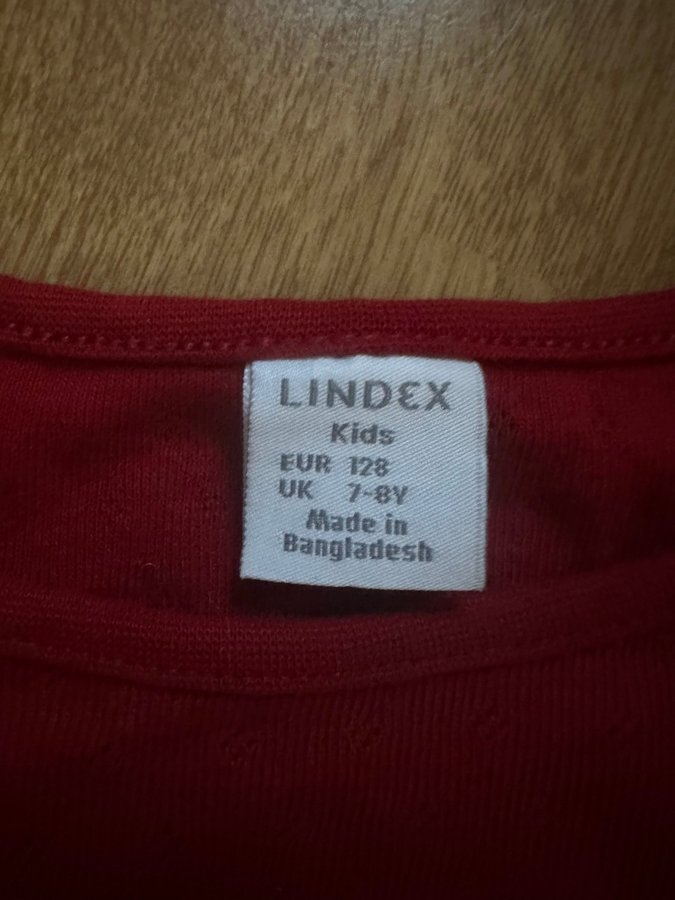 LINDEX
Kids
EUR 128
UK 7-8Y
Made in
Bangladesh